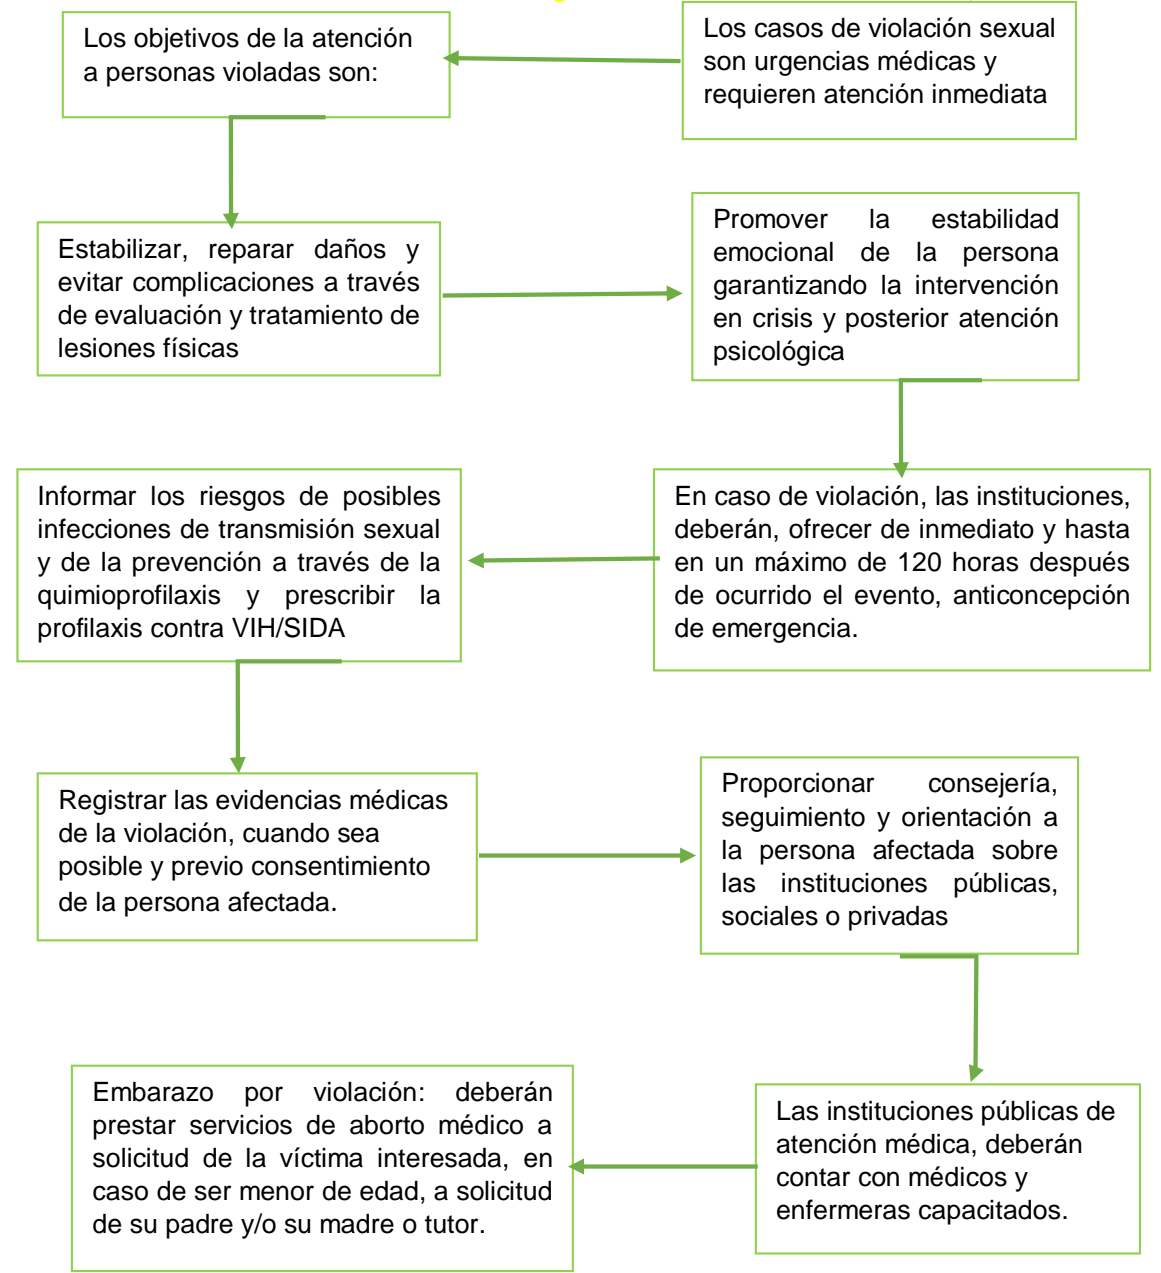 Los casos de violación sexual
son urgencias médicas y
requieren atención inmediata
Los objetivos de la atención
a personas violadas son:
Estabilizar, reparar daños y
evitar complicaciones a través
de evaluación y tratamiento de
lesiones físicas
Promover la estabilidad
emocional de la persona
garantizando la intervención
en crisis y posterior atención
psicológica
En caso de violación, las instituciones,
deberán, ofrecer de inmediato y hasta
en un máximo de 120 horas después
de ocurrido el evento, anticoncepción
de emergencia.
Informar los riesgos de posibles
infecciones de transmisión sexual
y de la prevención a través de la
quimioprofilaxis y prescribir la
profilaxis contra VIH/SIDA
Registrar las evidencias médicas
de la violación, cuando sea
posible y previo consentimiento
de la persona afectada.
Proporcionar consejería,
seguimiento y orientación a
la persona afectada sobre
las instituciones públicas,
sociales o privadas
Las instituciones públicas de
atención médica, deberán
contar con médicos y
enfermeras capacitados.
Embarazo por violación: deberán
prestar servicios de aborto médico a
solicitud de la víctima interesada, en
caso de ser menor de edad, a solicitud
de su padre y/o su madre o tutor.